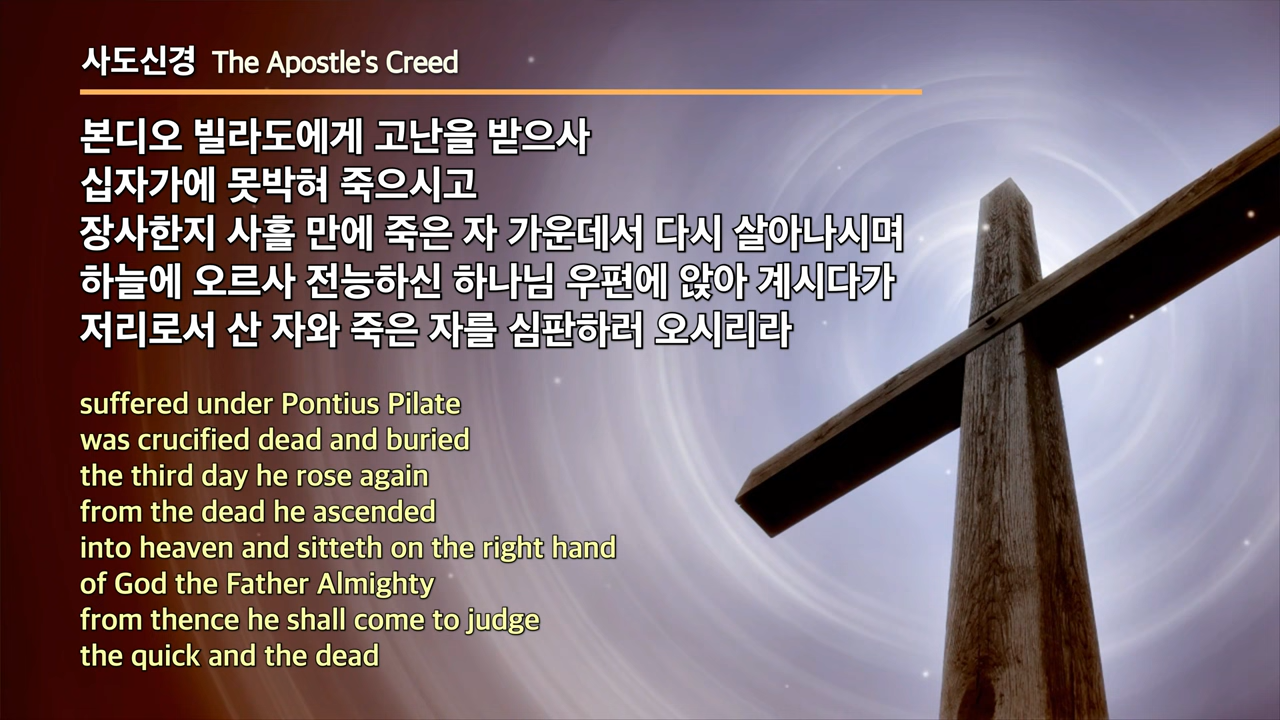 사도신경 The Apostle's Creed
본디오 빌라도에게 고난을 받으사
십자가에 못박혀 죽으시고
장사한지 사흘 만에 죽은 자 가운데서 다시 살아나시며
하늘에 오르사 전능하신 하나님 우편에 앉아 계시다가
저리로서 산 자와 죽은 자를 심판하러 오시리라
suffered under Pontius Pilate
was crucified dead and buried
the third day he rose again
from the dead he ascended
into heaven and sitteth on the right hand
of God the Father Almighty
from thence he shall come to judge
the quick and the dead